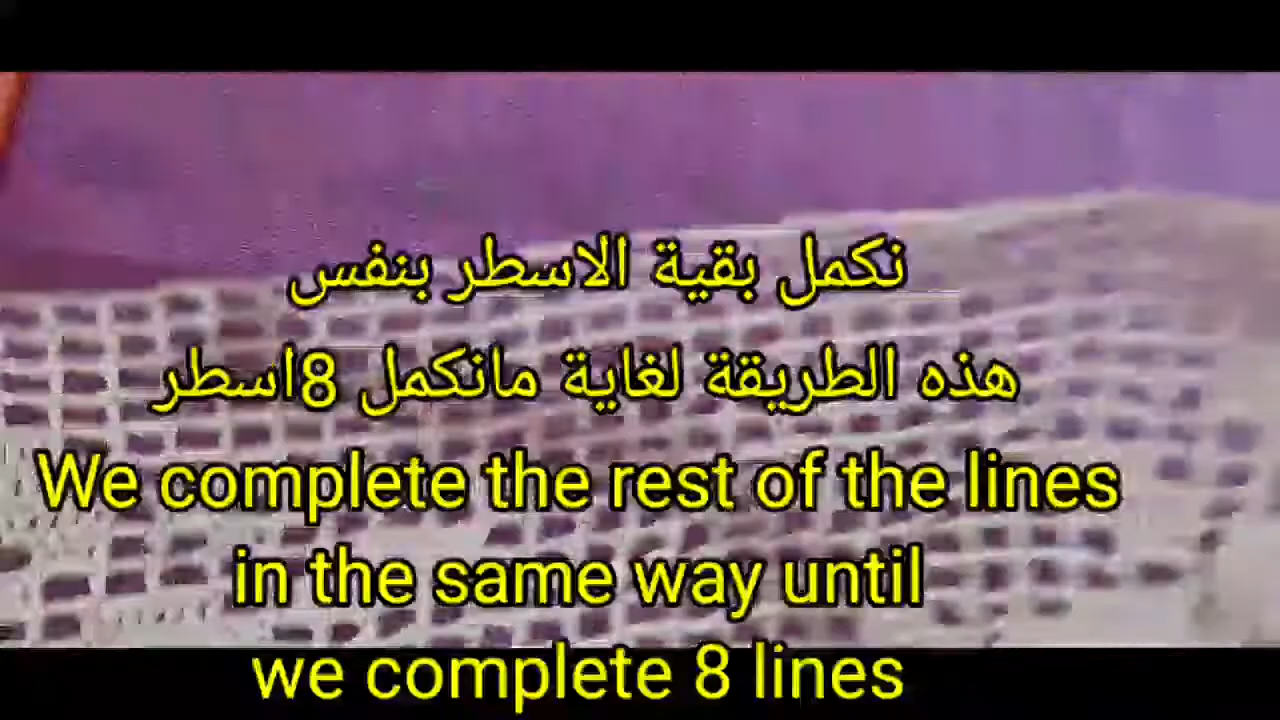 نكمل بقية الاسطر بنفس
هذه الطريقة لغاية مانكمل 8اسطر
We complete the rest of the lines
in the same way until
we complete 8 lines